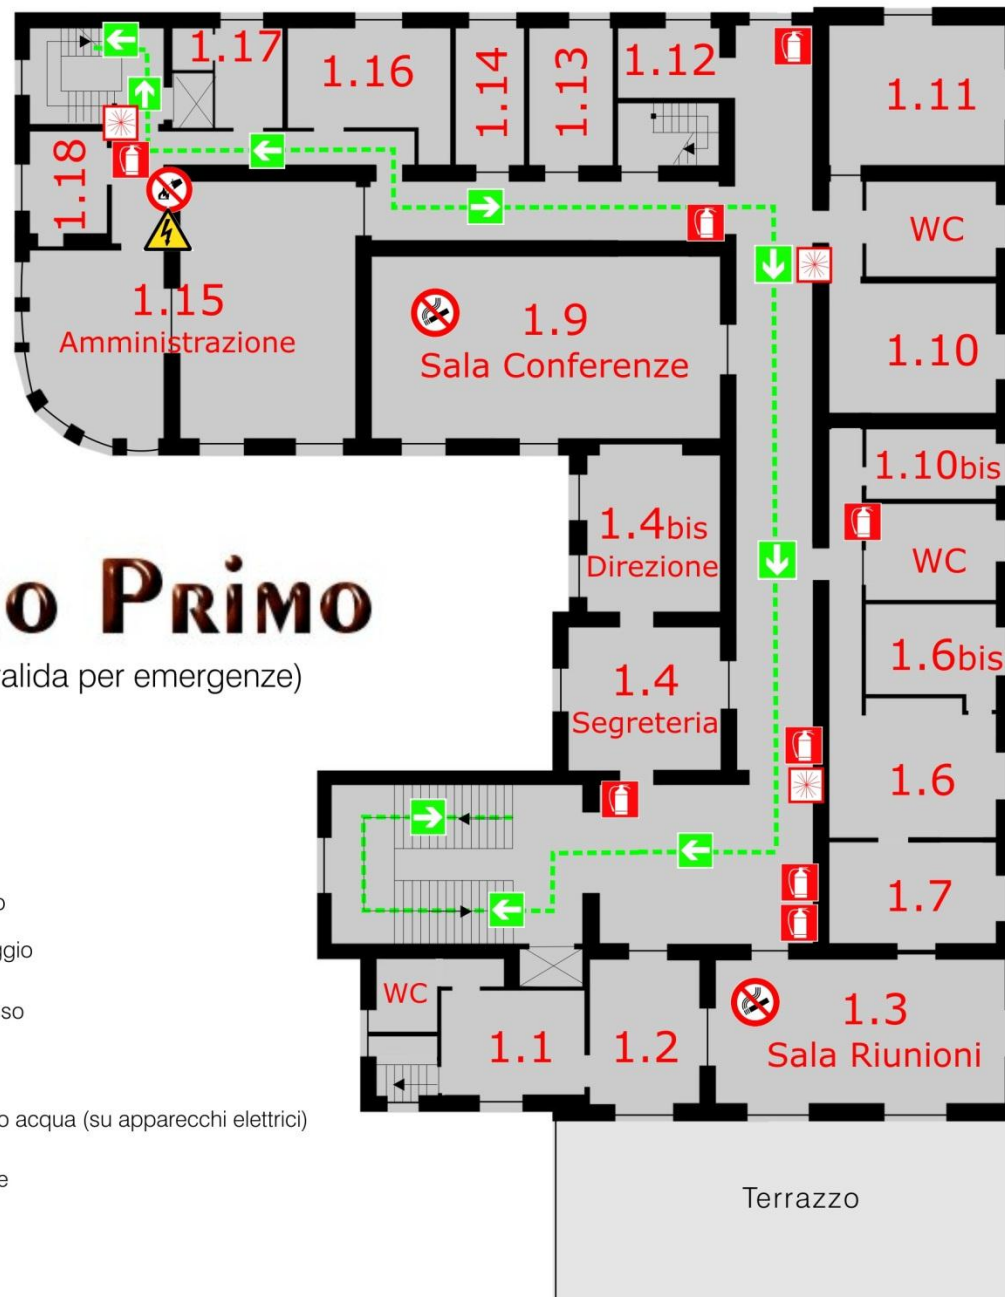 1.17
1.16
1.14
1.13
1.12
1.11
1.18
WC
1.15
Amministrazione
1.9
Sala Conferenze
1.10
1.10bis
1.4bis
Direzione
WC
o Primo
alida per emergenze)
1.6bis
1.4
Segreteria
1.6
1.7
o
ggio
so
WC
1.1
1.2
1.3
Sala Riunioni
o acqua (su apparecchi elettrici)
e
Terrazzo